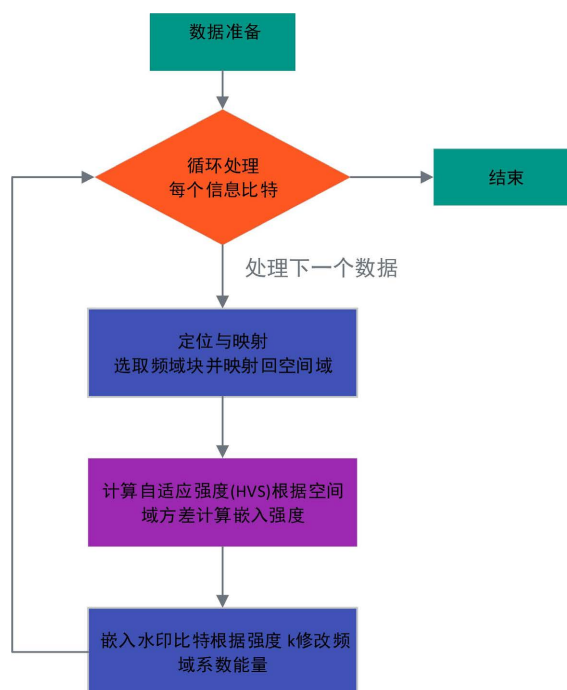 数据准备
循环处理
每个信息比特
结束
处理下一个数据
定位与映射
选取频域块并映射回空间域
计算自适应强度(HVS)根据空间
域方差计算嵌入强度
嵌入水印比特根据强度 k修改频
域系数能量